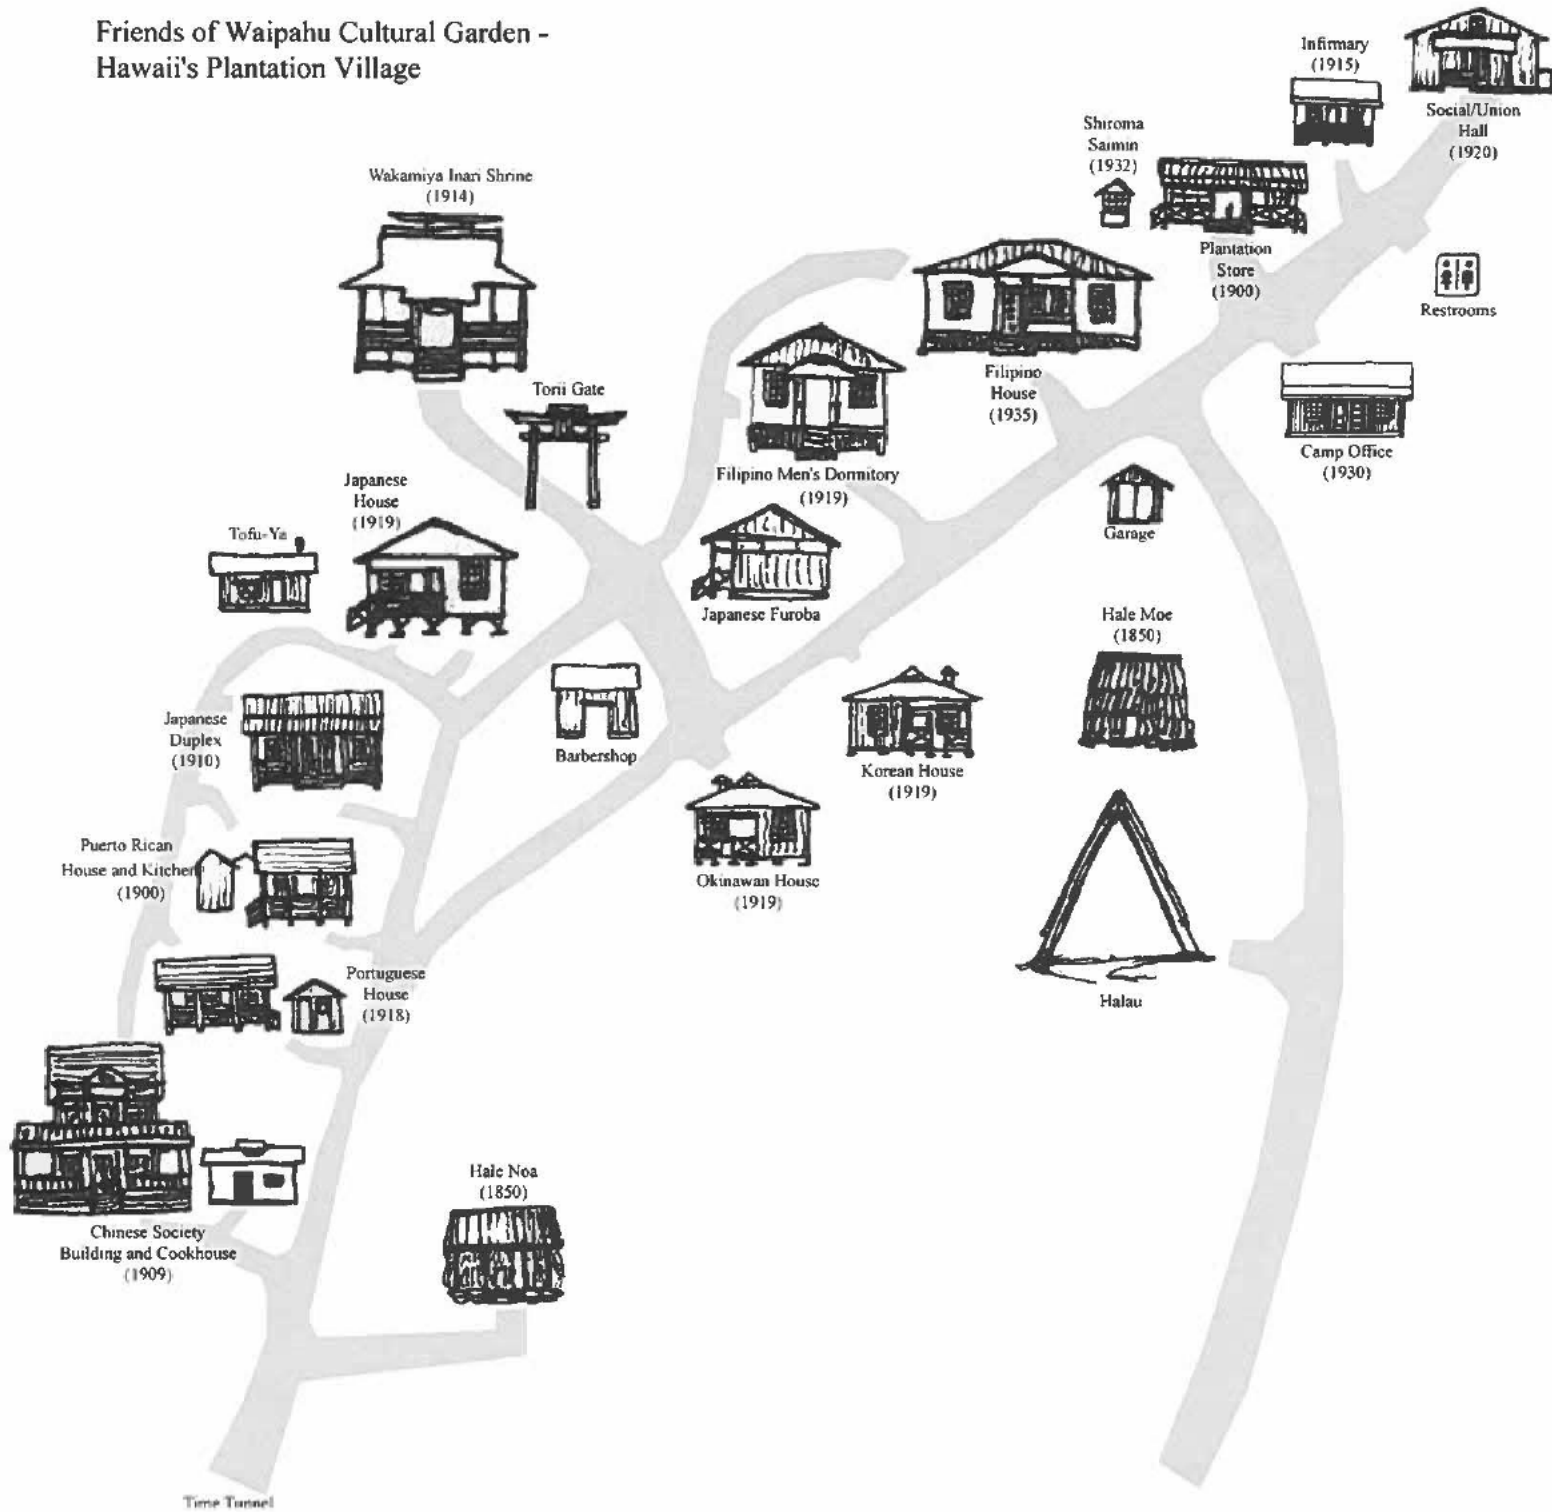 Friends of Waipahu Cultural Garden -
Hawaii's Plantation Village
Infirmary
(1915)
Social/Union
Hall
(1920)
Shiroma
Saimin
(1932)
Plantation
Store
(1900)
Restrooms
Wakamiya Inari Shrine
(1914)
Filipino
House
(1935)
Camp Office
(1930)
Torii Gate
Filipino Men's Dormitory
(1919)
Garage
Japanese
House
(1919)
Tofu-Ya
Japanese Furoba
Hale Moe
(1850)
Japanese
Duplex
(1910)
Barbershop
Korean House
(1919)
Okinawan House
(1919)
Puerto Rican
House and Kitchen
(1900)
Portuguese
House
(1918)
Halau
Hale Noa
(1850)
Chinese Society
Building and Cookhouse
(1909)
Time Tunnel